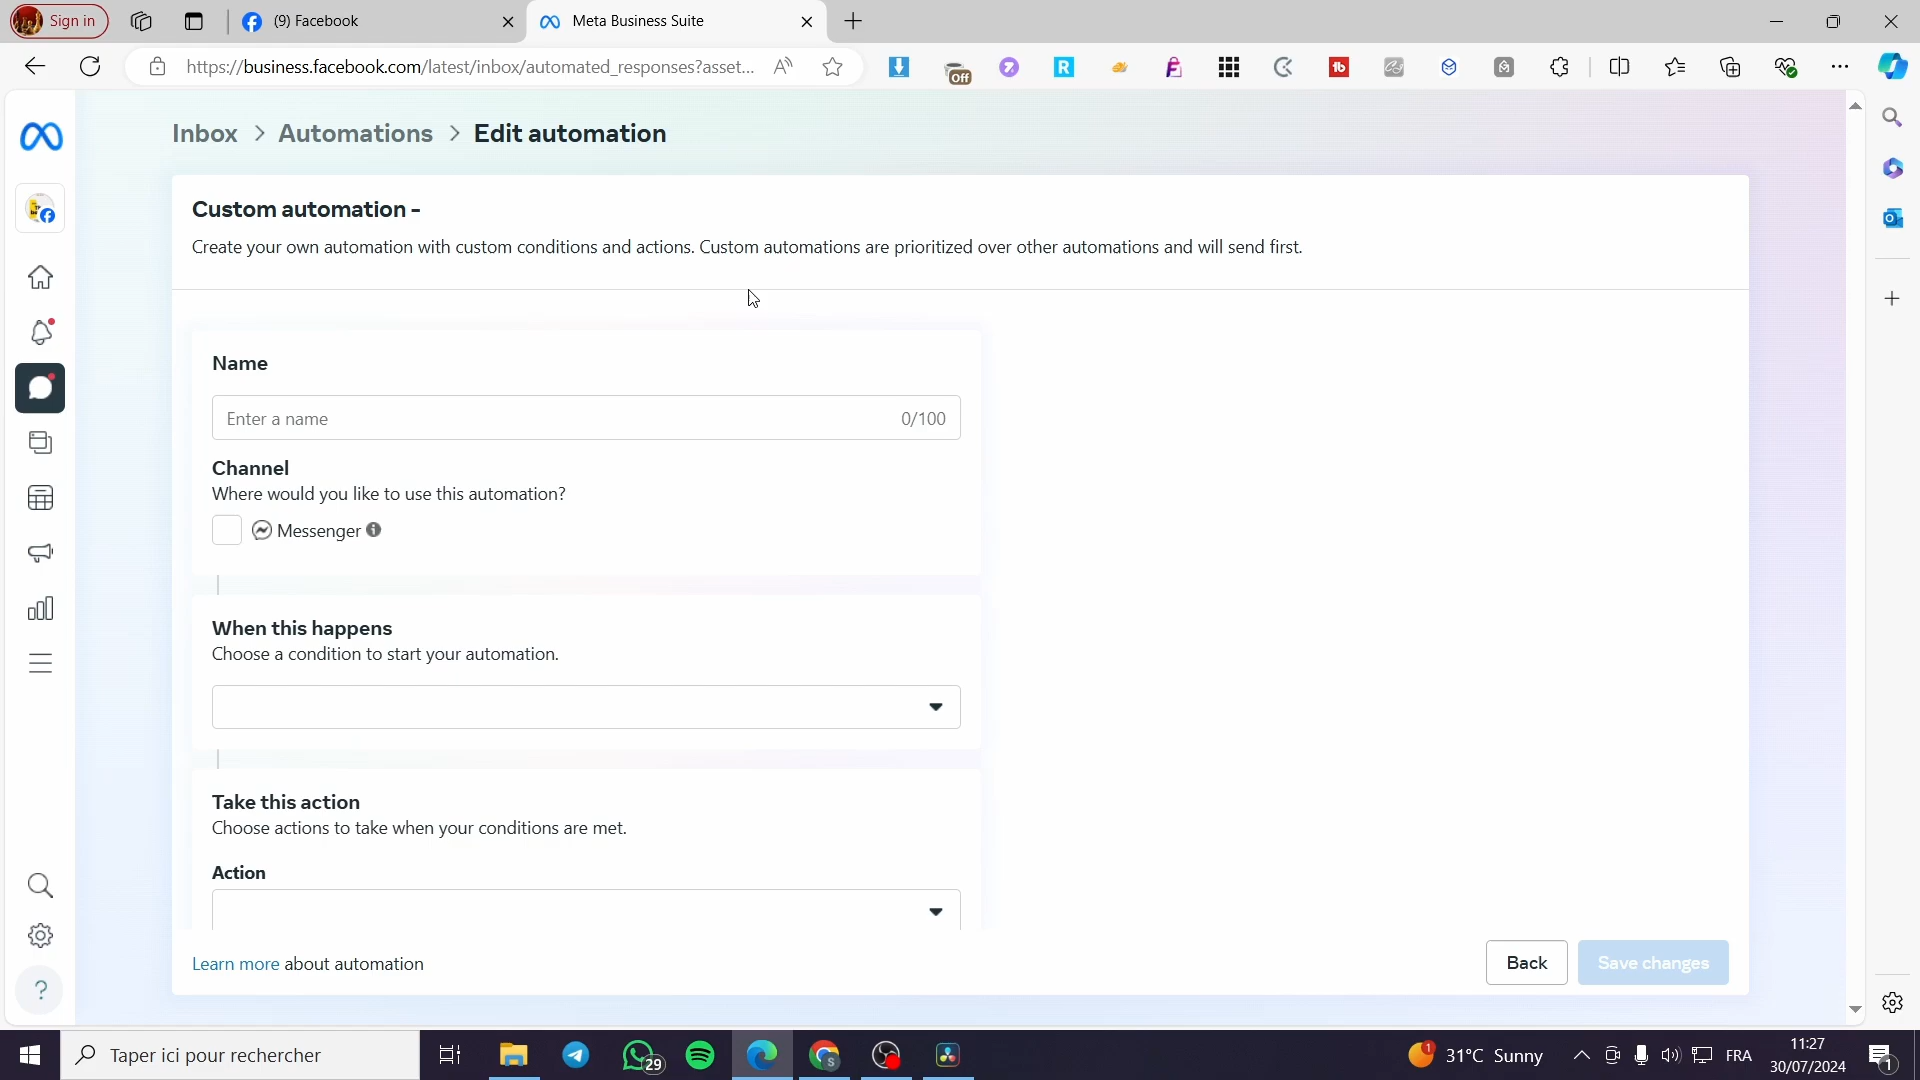 Sign in
(9) Facebook
Meta Business Suite
https://business.facebook.com/latest/inbox/automated_responses?asset...
Off
Inbox > Automations > Edit automation
Custom automation -
Create your own automation with custom conditions and actions. Custom automations are prioritized over other automations and will send first.
Name
Enter a name
0/100
Channel
Where would you like to use this automation?
Messenger
When this happens
Choose a condition to start your automation.
Take this action
Choose actions to take when your conditions are met.
Action
Learn more about automation
Back
Save changes
Taper ici pour rechercher
29
1
31°C Sunny
FRA
11:27
30/07/2024
1